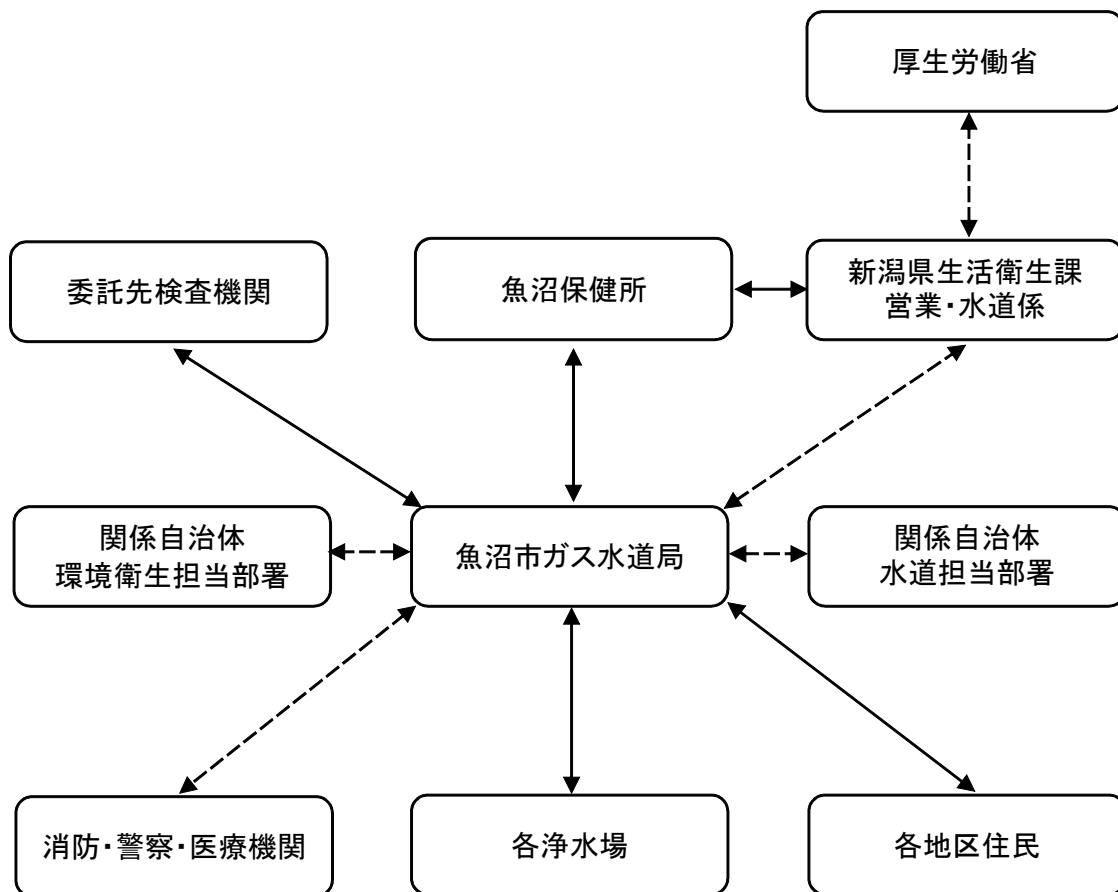 厚生労働省
委託先検査機関
魚沼保健所
新潟県生活衛生課
営業・水道係
関係自治体
環境衛生担当部署
魚沼市ガス水道局
関係自治体
水道担当部署
消防・警察・医療機関
各浄水場
各地区住民